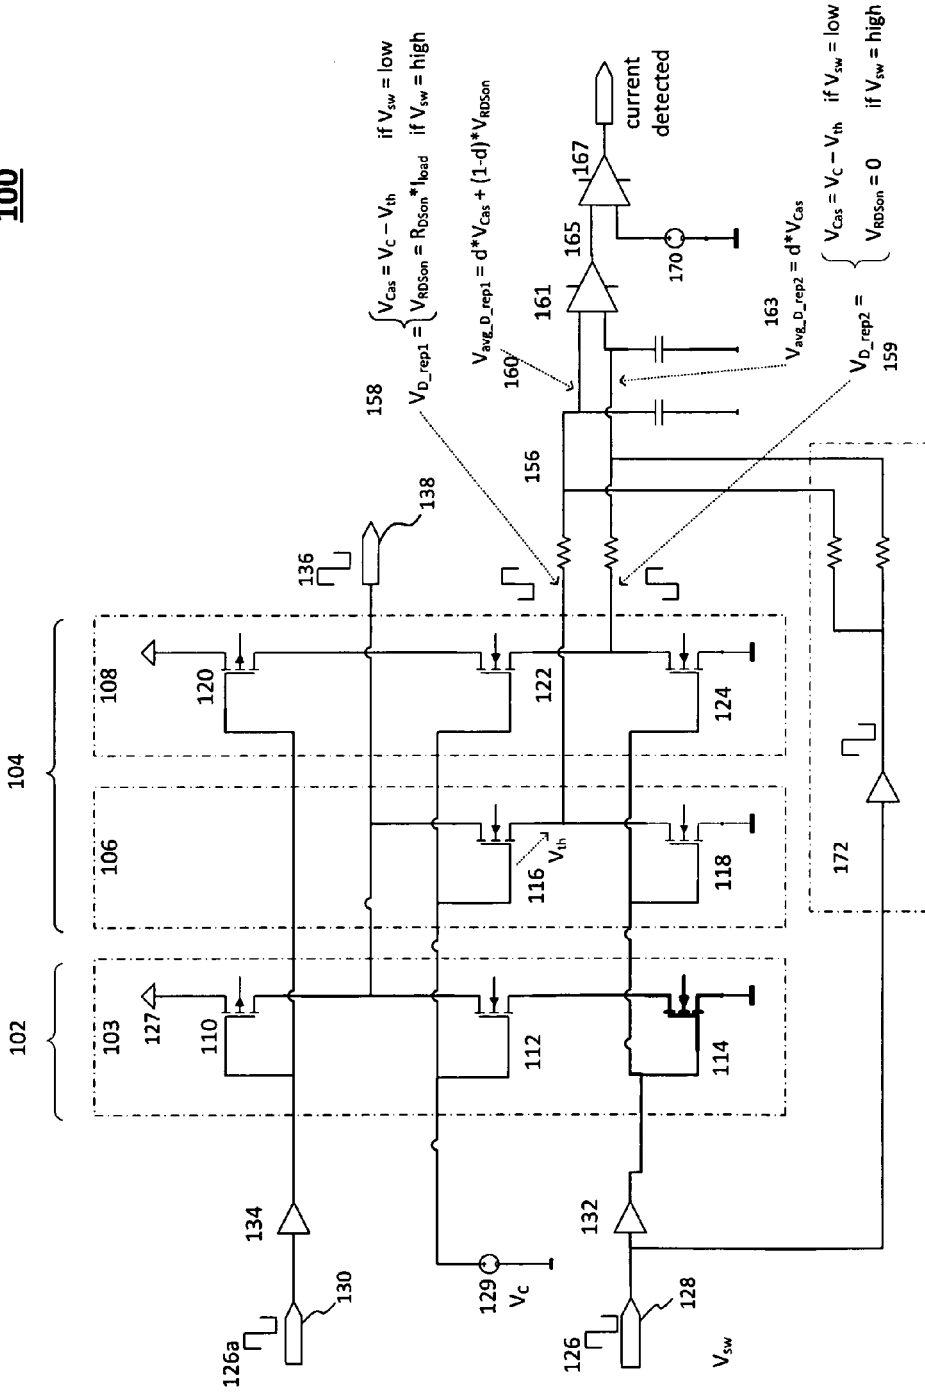 100
104
102
103
106
108
127
110
112
114
116
V_th
118
120
122
124
126a
130
134
129
V_C
126
128
132
V_sw
136
138
172
156
158
V_D_rep1 =
V_Cas = V_C – V_th if V_sw = low
V_RDSon = R_DSon * I_load if V_sw = high
160
V_avg_D_rep1 = d*V_Cas + (1-d)*V_RDSon
161
165
167
170
current
detected
163
V_avg_D_rep2 = d*V_Cas
159
V_D_rep2 =
V_Cas = V_C – V_th if V_sw = low
V_RDSon = 0 if V_sw = high